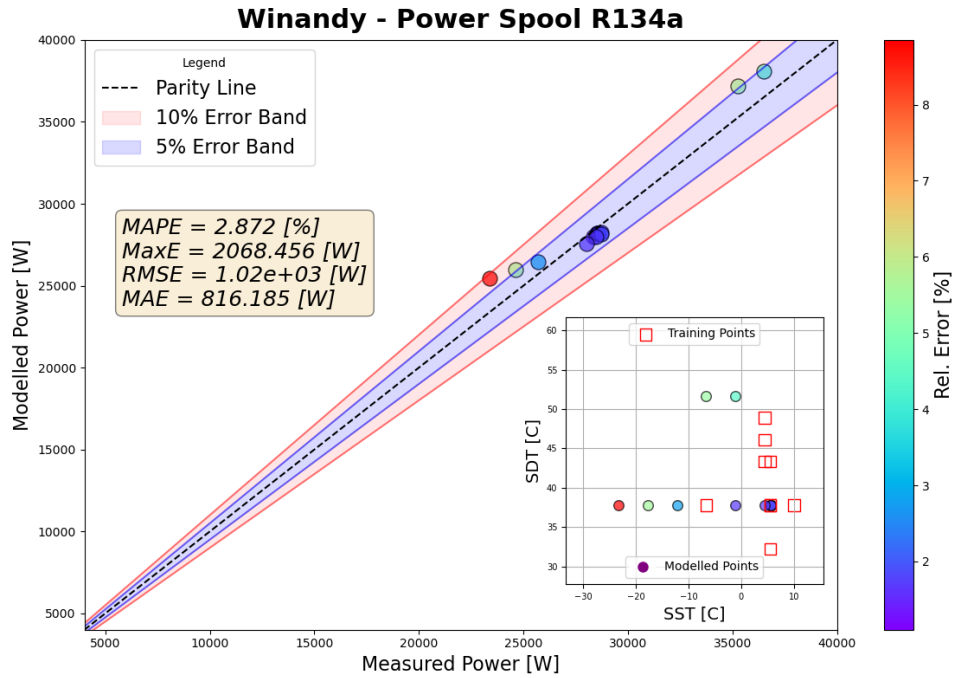 Winandy - Power Spool R134a
40000
35000
30000
25000
20000
15000
10000
5000
Modelled Power [W]
Legend
Parity Line
10% Error Band
5% Error Band
MAPE = 2.872 [%]
MaxE = 2068.456 [W]
RMSE = 1.02e+03 [W]
MAE = 816.185 [W]
60
55
50
45
40
35
30
SDT [C]
Training Points
Modelled Points
−30 −20 −10 0 10
SST [C]
5000 10000 15000 20000 25000 30000 35000 40000
Measured Power [W]
8
7
6
5
4
3
2
Rel. Error [%]